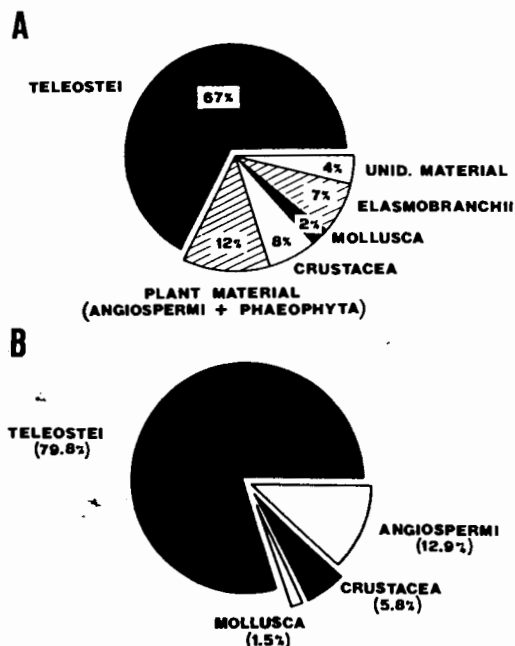 A
TELEOSTEI
67%
4%
UNID. MATERIAL
7%
ELASMOBRANCHII
2%
MOLLUSCA
8%
CRUSTACEA
12%
PLANT MATERIAL
(ANGIOSPERMI + PHAEOPHYTA)
B
TELEOSTEI
(79.8%)
ANGIOSPERMI
(12.9%)
CRUSTACEA
(5.8%)
MOLLUSCA
(1.5%)